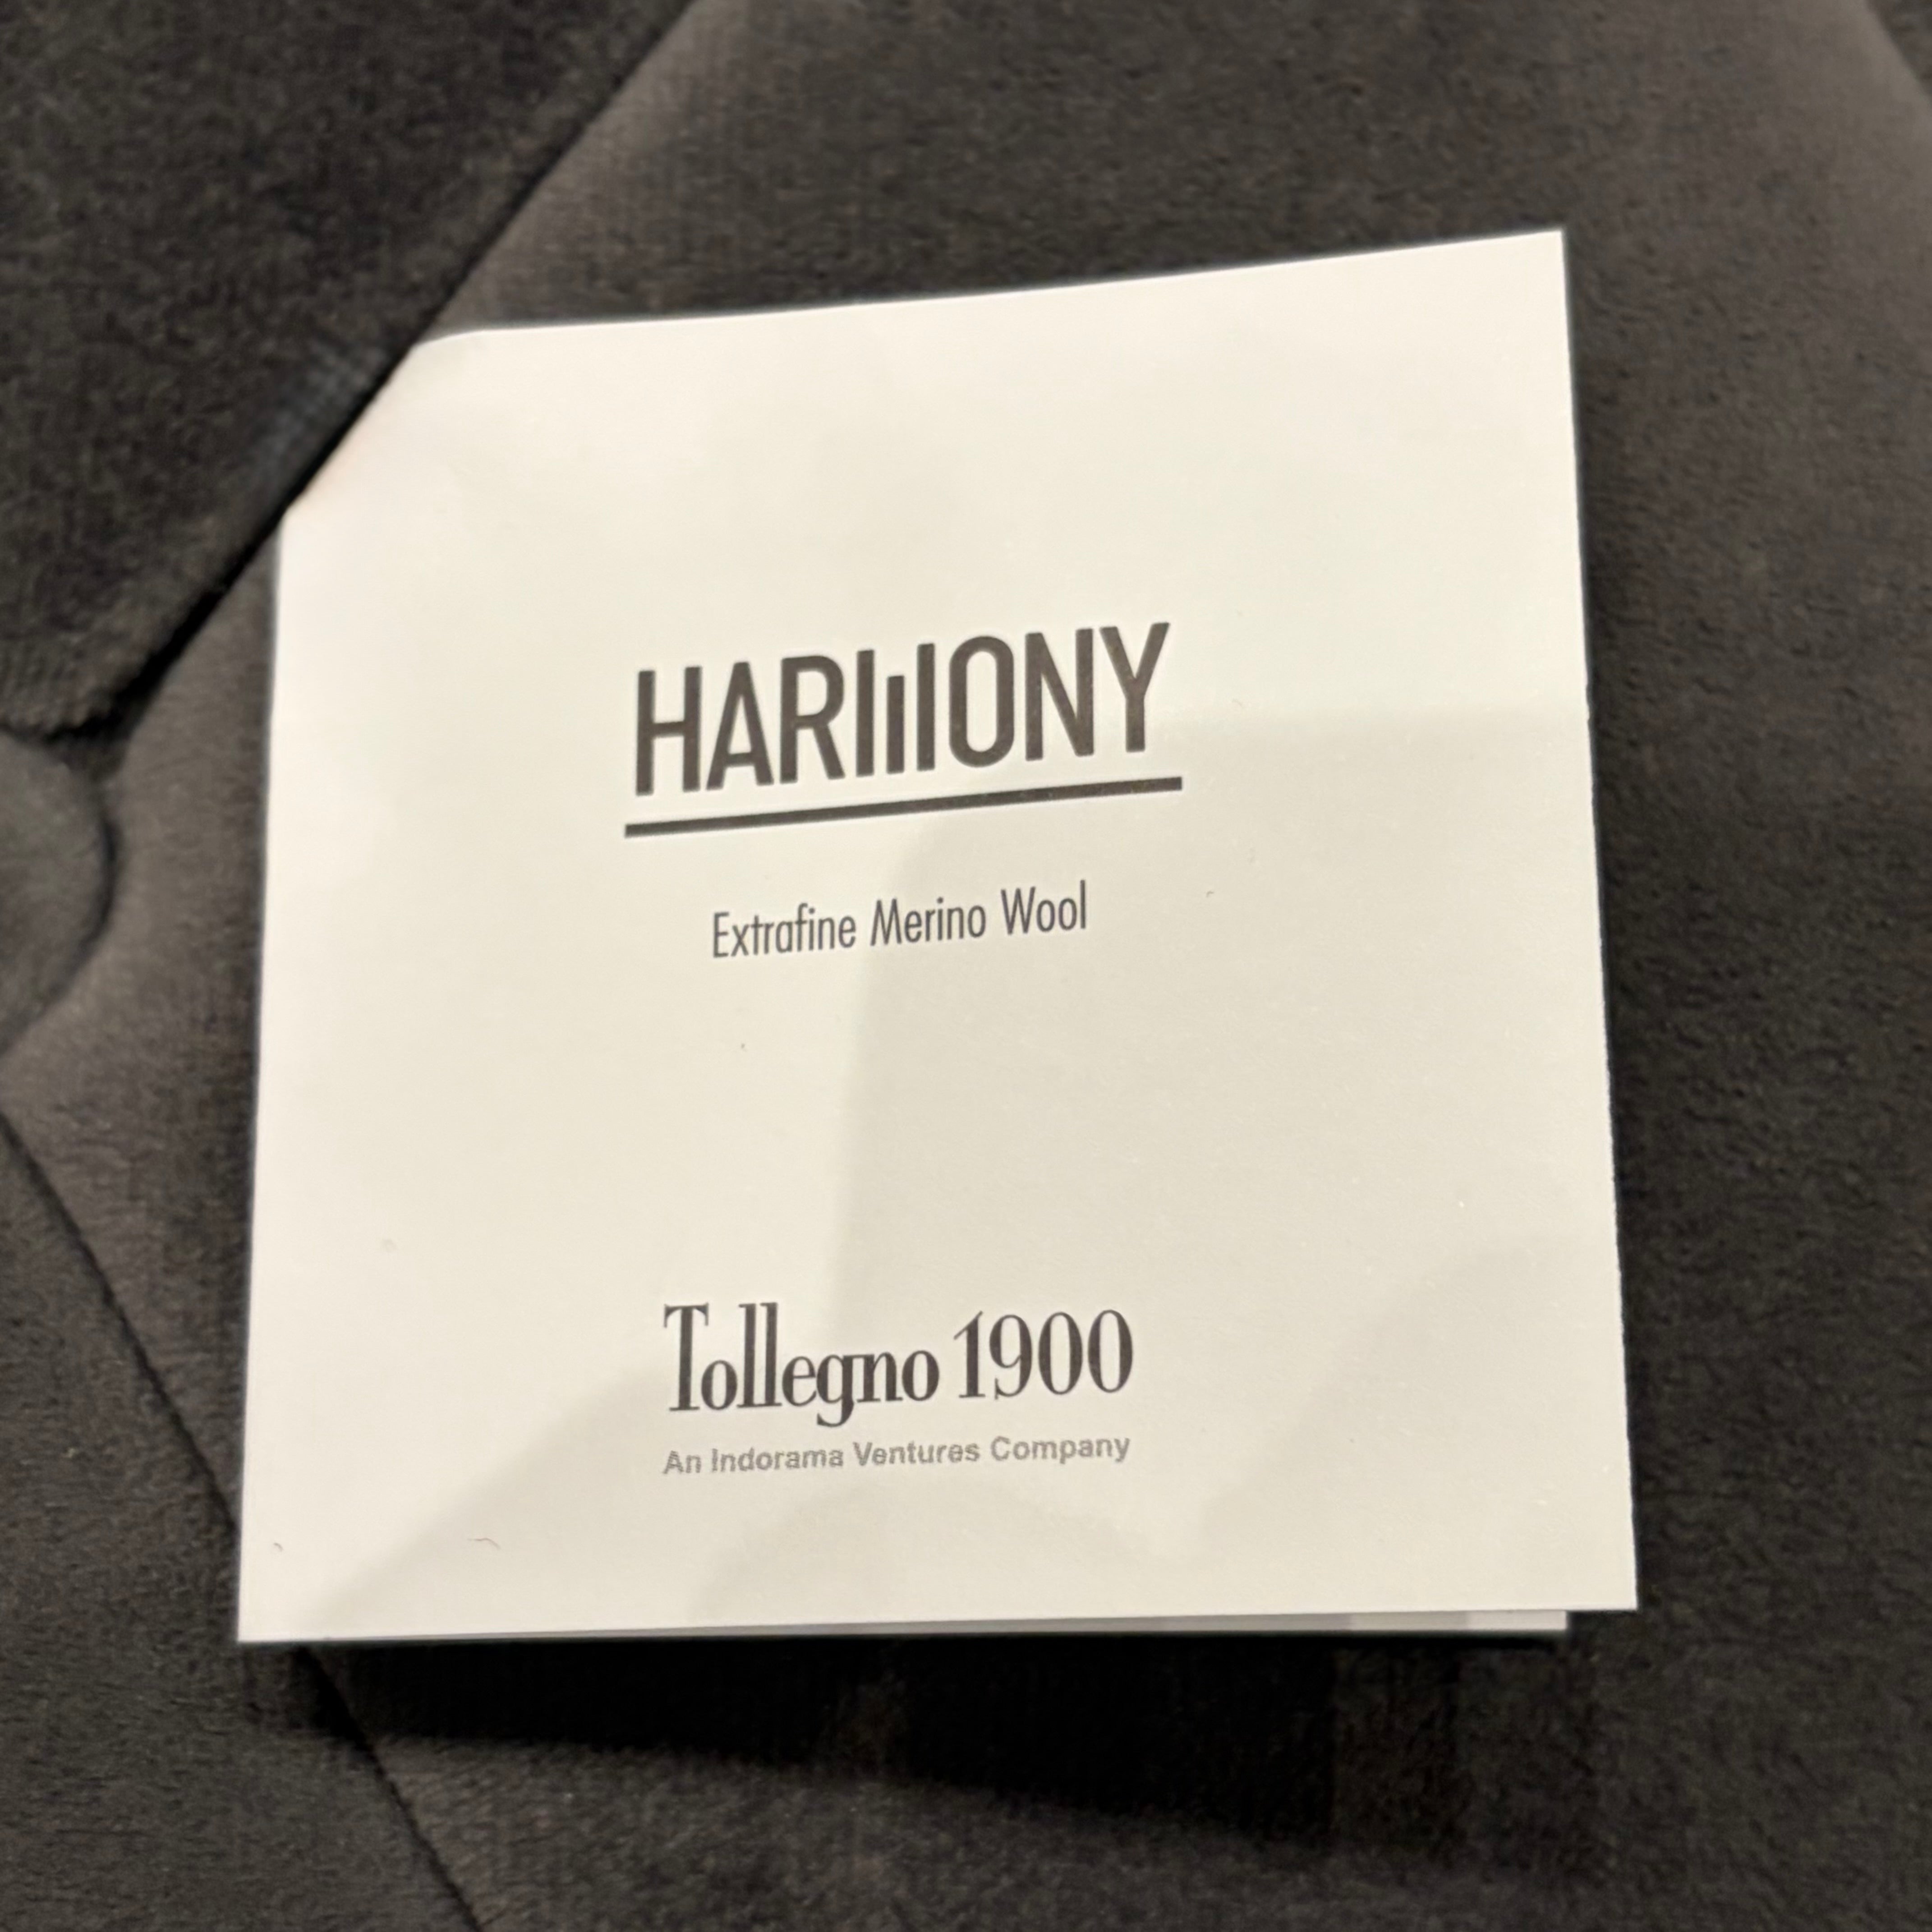 HARMONY
Extrafine Merino Wool
Tollegno 1900
An Indorama Ventures Company